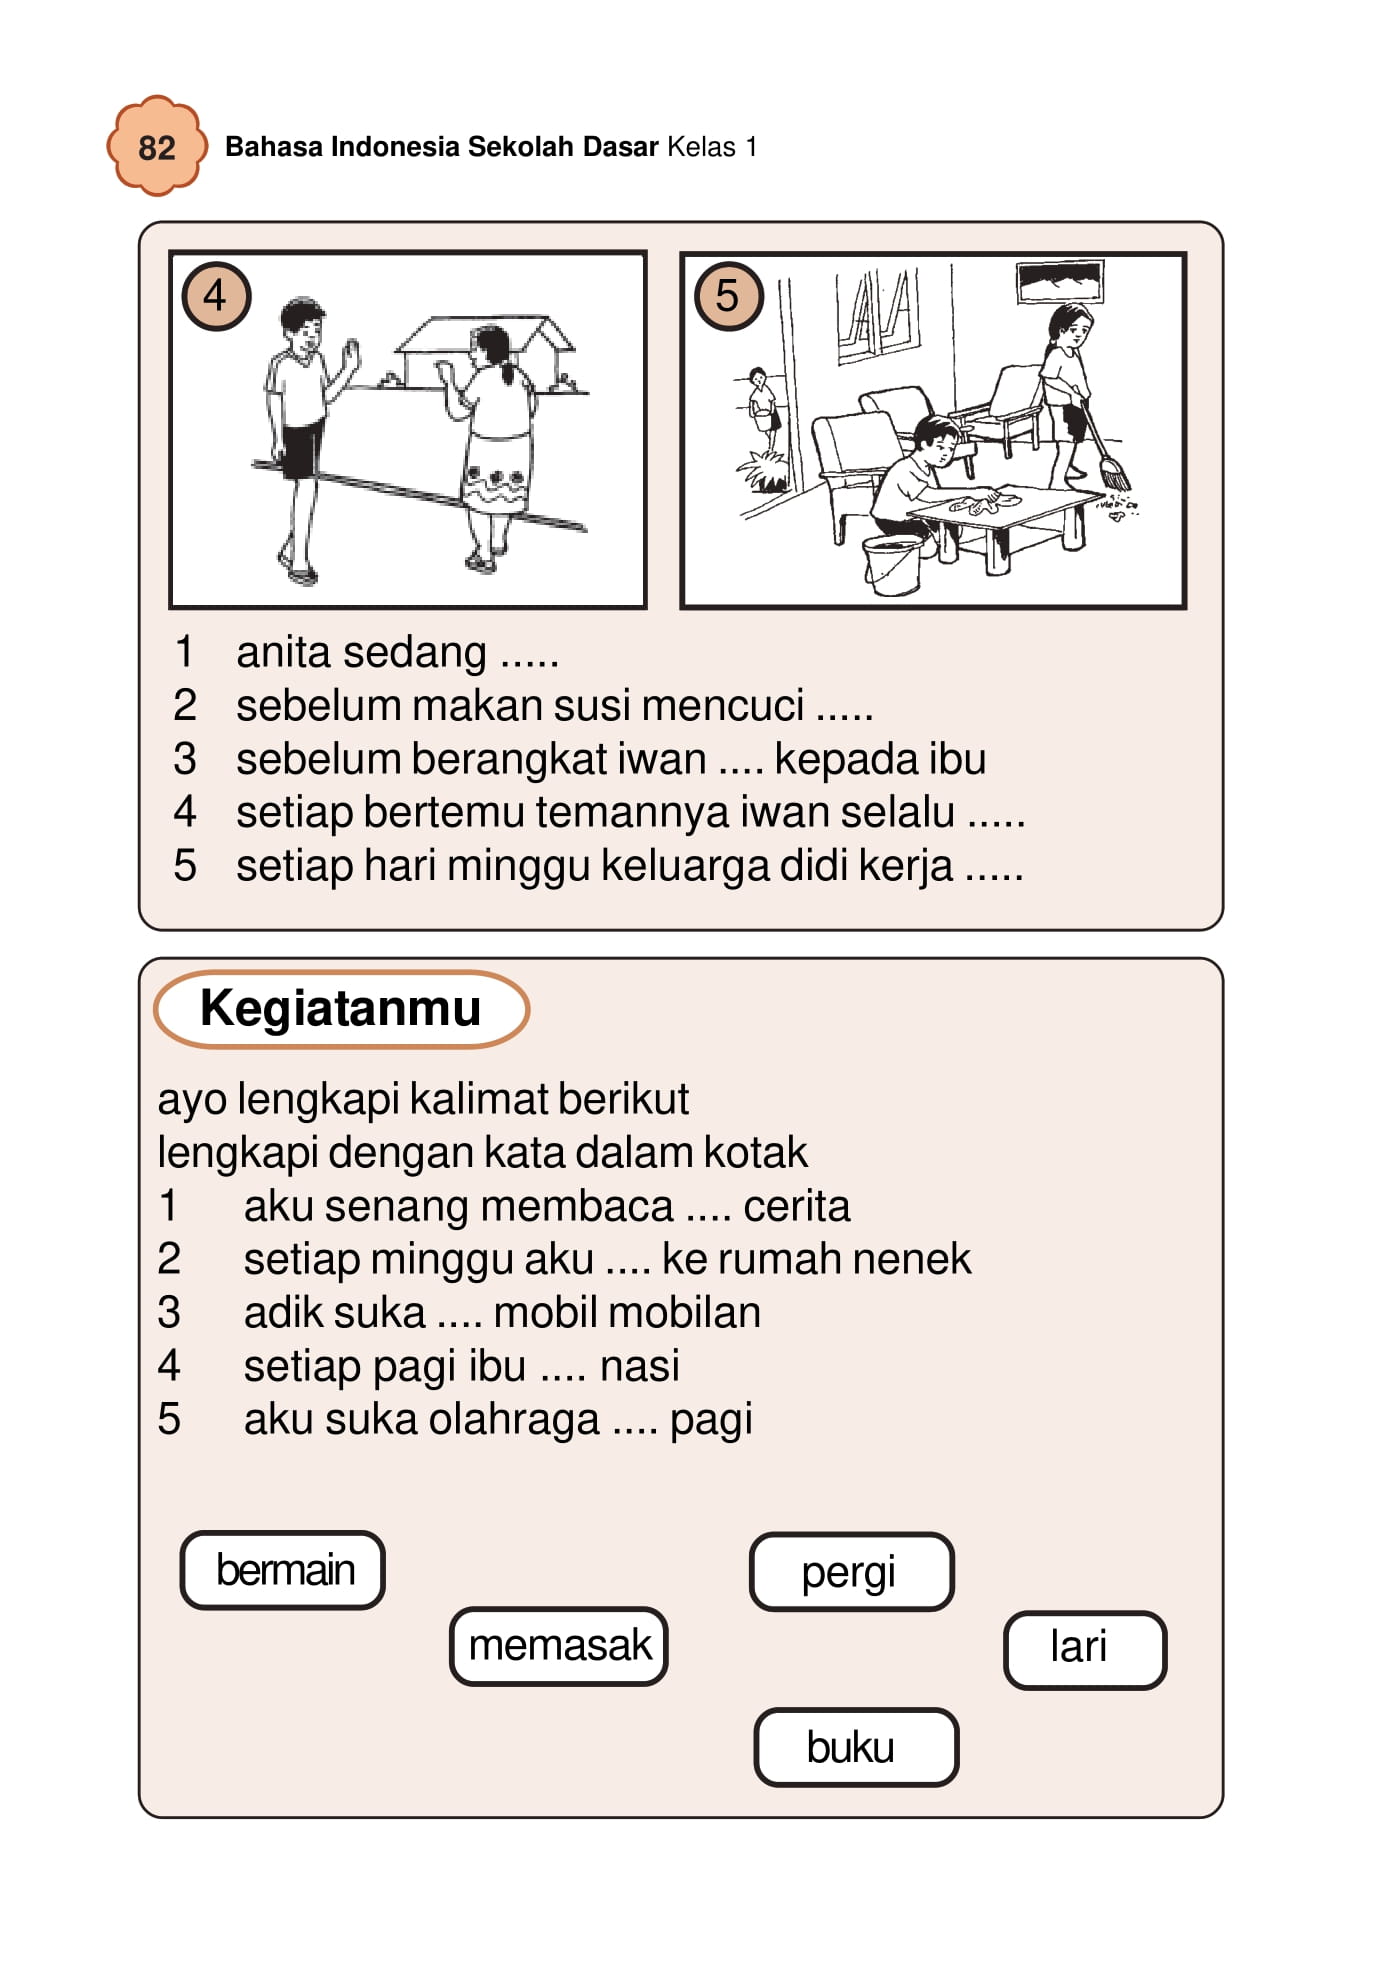 82 Bahasa Indonesia Sekolah Dasar Kelas 1
4 5
1 anita sedang .....
2 sebelum makan susi mencuci .....
3 sebelum berangkat iwan .... kepada ibu
4 setiap bertemu temannya iwan selalu .....
5 setiap hari minggu keluarga didi kerja .....
Kegiatanmu
ayo lengkapi kalimat berikut
lengkapi dengan kata dalam kotak
1 aku senang membaca .... cerita
2 setiap minggu aku .... ke rumah nenek
3 adik suka .... mobil mobilan
4 setiap pagi ibu .... nasi
5 aku suka olahraga .... pagi
bermain
pergi
memasak
lari
buku